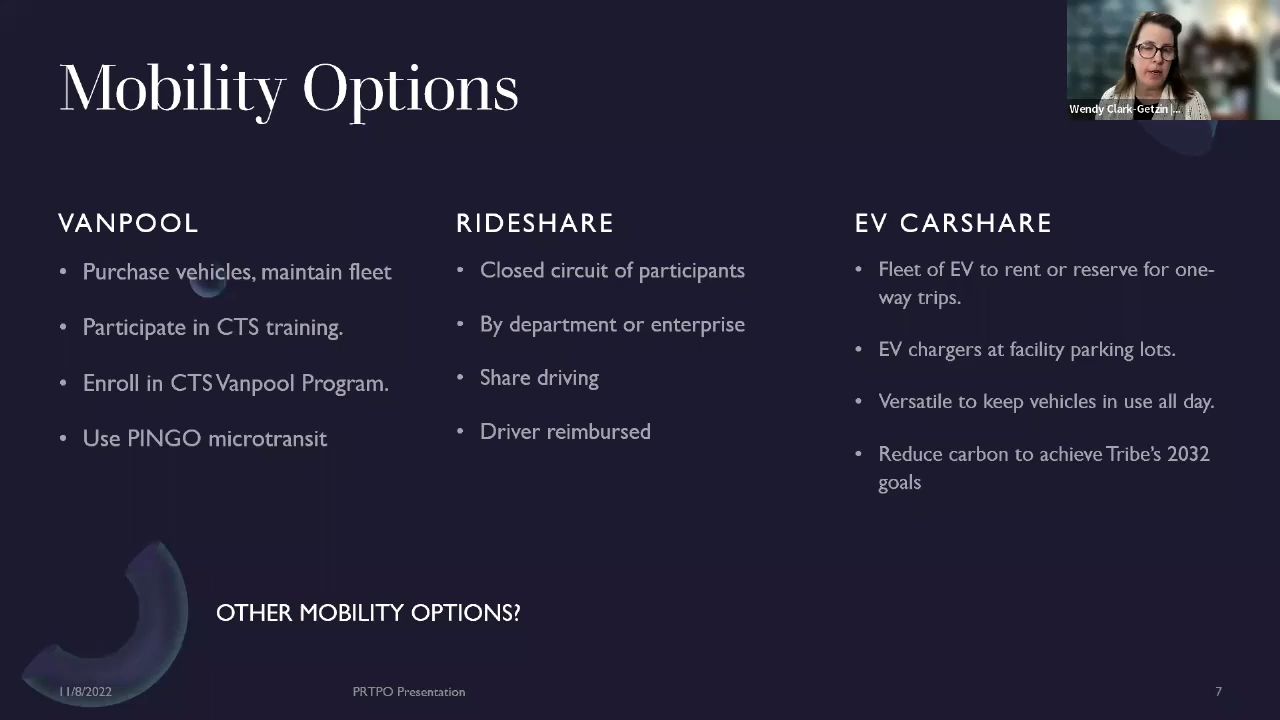 Mobility Options
Wendy Clark-Getzin |...
VANPOOL
• Purchase vehicles, maintain fleet
• Participate in CTS training.
• Enroll in CTS Vanpool Program.
• Use PINGO microtransit
RIDESHARE
• Closed circuit of participants
• By department or enterprise
• Share driving
• Driver reimbursed
EV CARSHARE
• Fleet of EV to rent or reserve for one-
way trips.
• EV chargers at facility parking lots.
• Versatile to keep vehicles in use all day.
• Reduce carbon to achieve Tribe's 2032
goals
OTHER MOBILITY OPTIONS?
11/8/2022
PRTPO Presentation
7